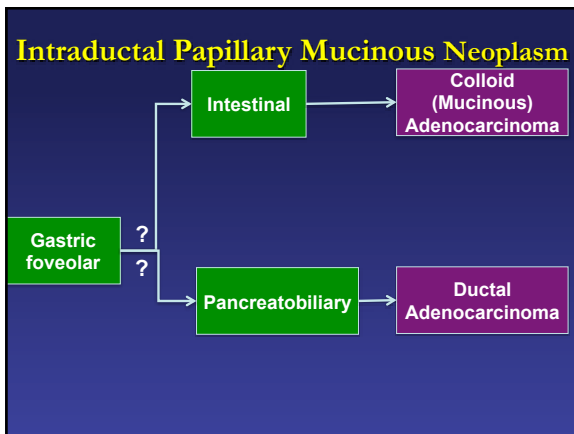 Intraductal Papillary Mucinous Neoplasm
Intestinal
Colloid
(Mucinous)
Adenocarcinoma
Gastric
foveolar
?
?
Pancreatobiliary
Ductal
Adenocarcinoma